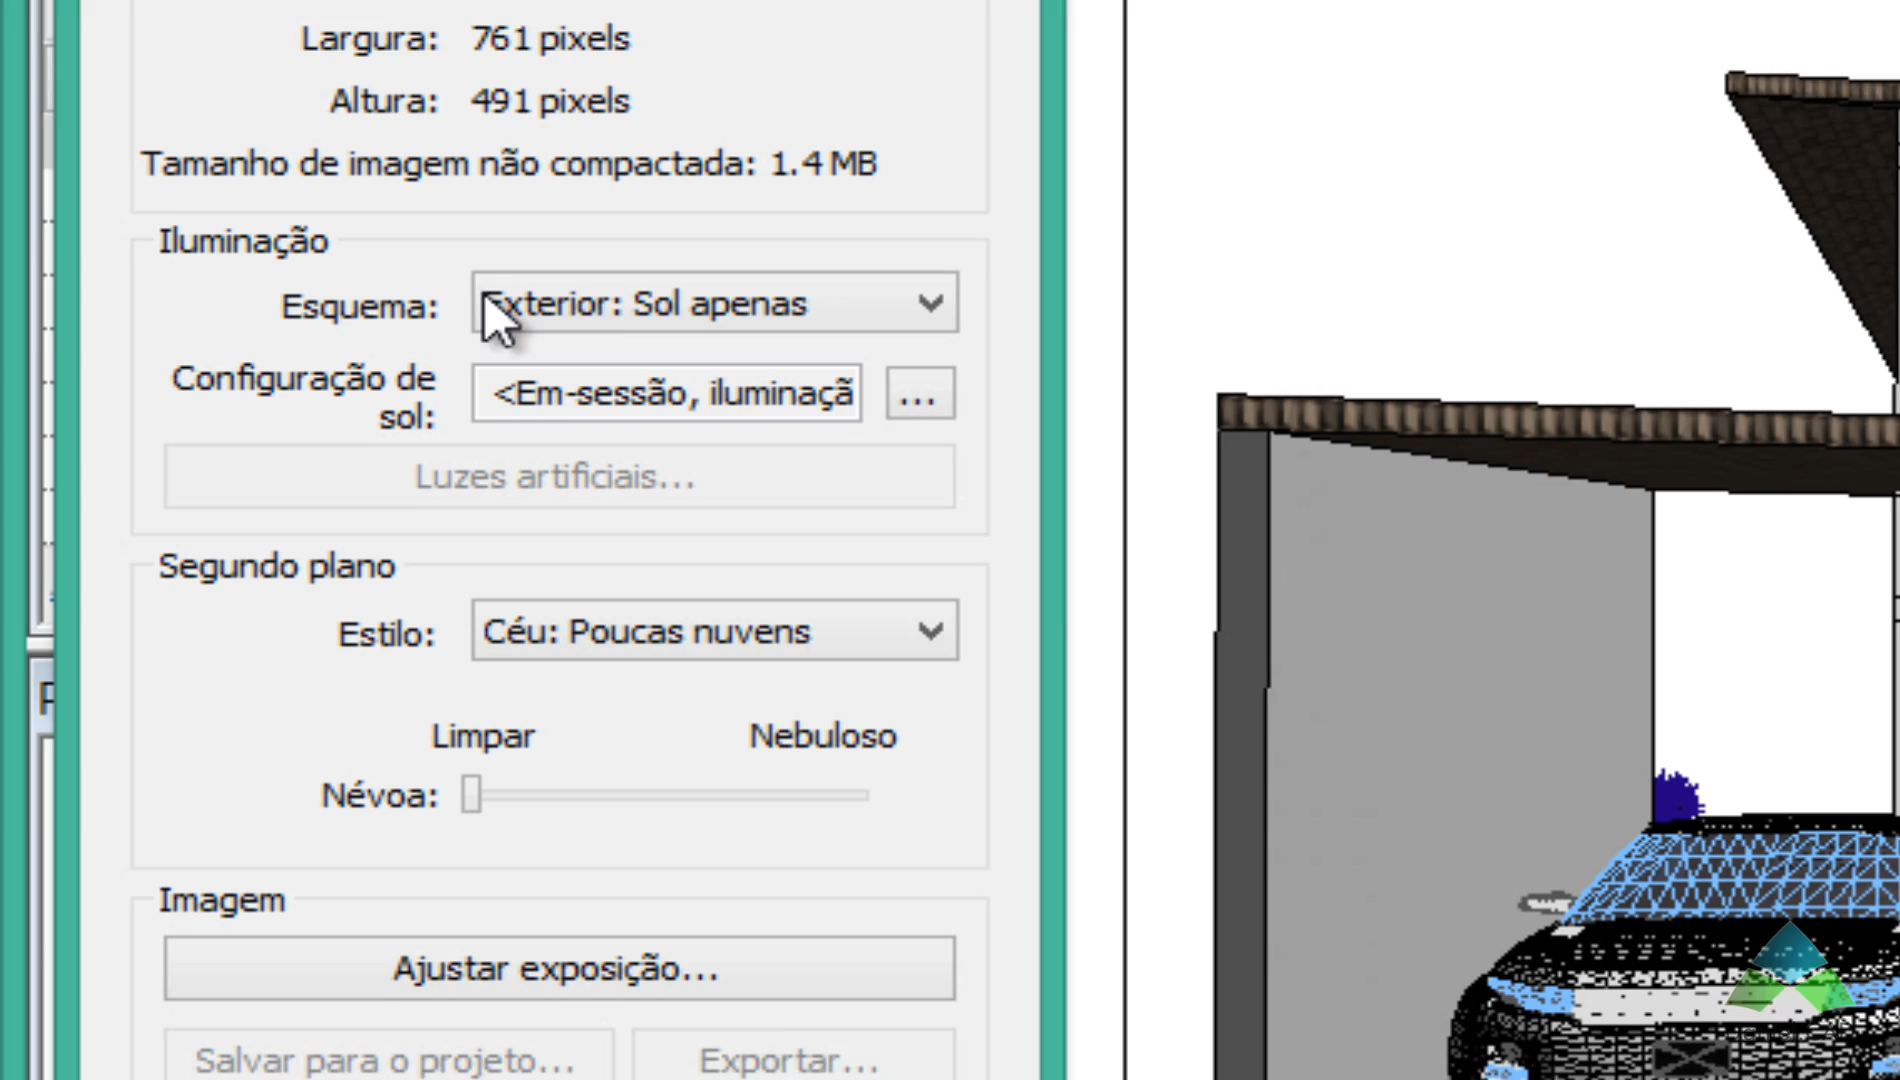 Largura: 761 pixels
Altura: 491 pixels
Tamanho de imagem não compactada: 1.4 MB
Iluminação
Esquema: Exterior: Sol apenas
Configuração de
sol: <Em-sessão, iluminaçã ...
Luzes artificiais...
Segundo plano
Estilo: Céu: Poucas nuvens
Limpar Nebuloso
Névoa:
Imagem
Ajustar exposição...
Salvar para o projeto... Exportar...